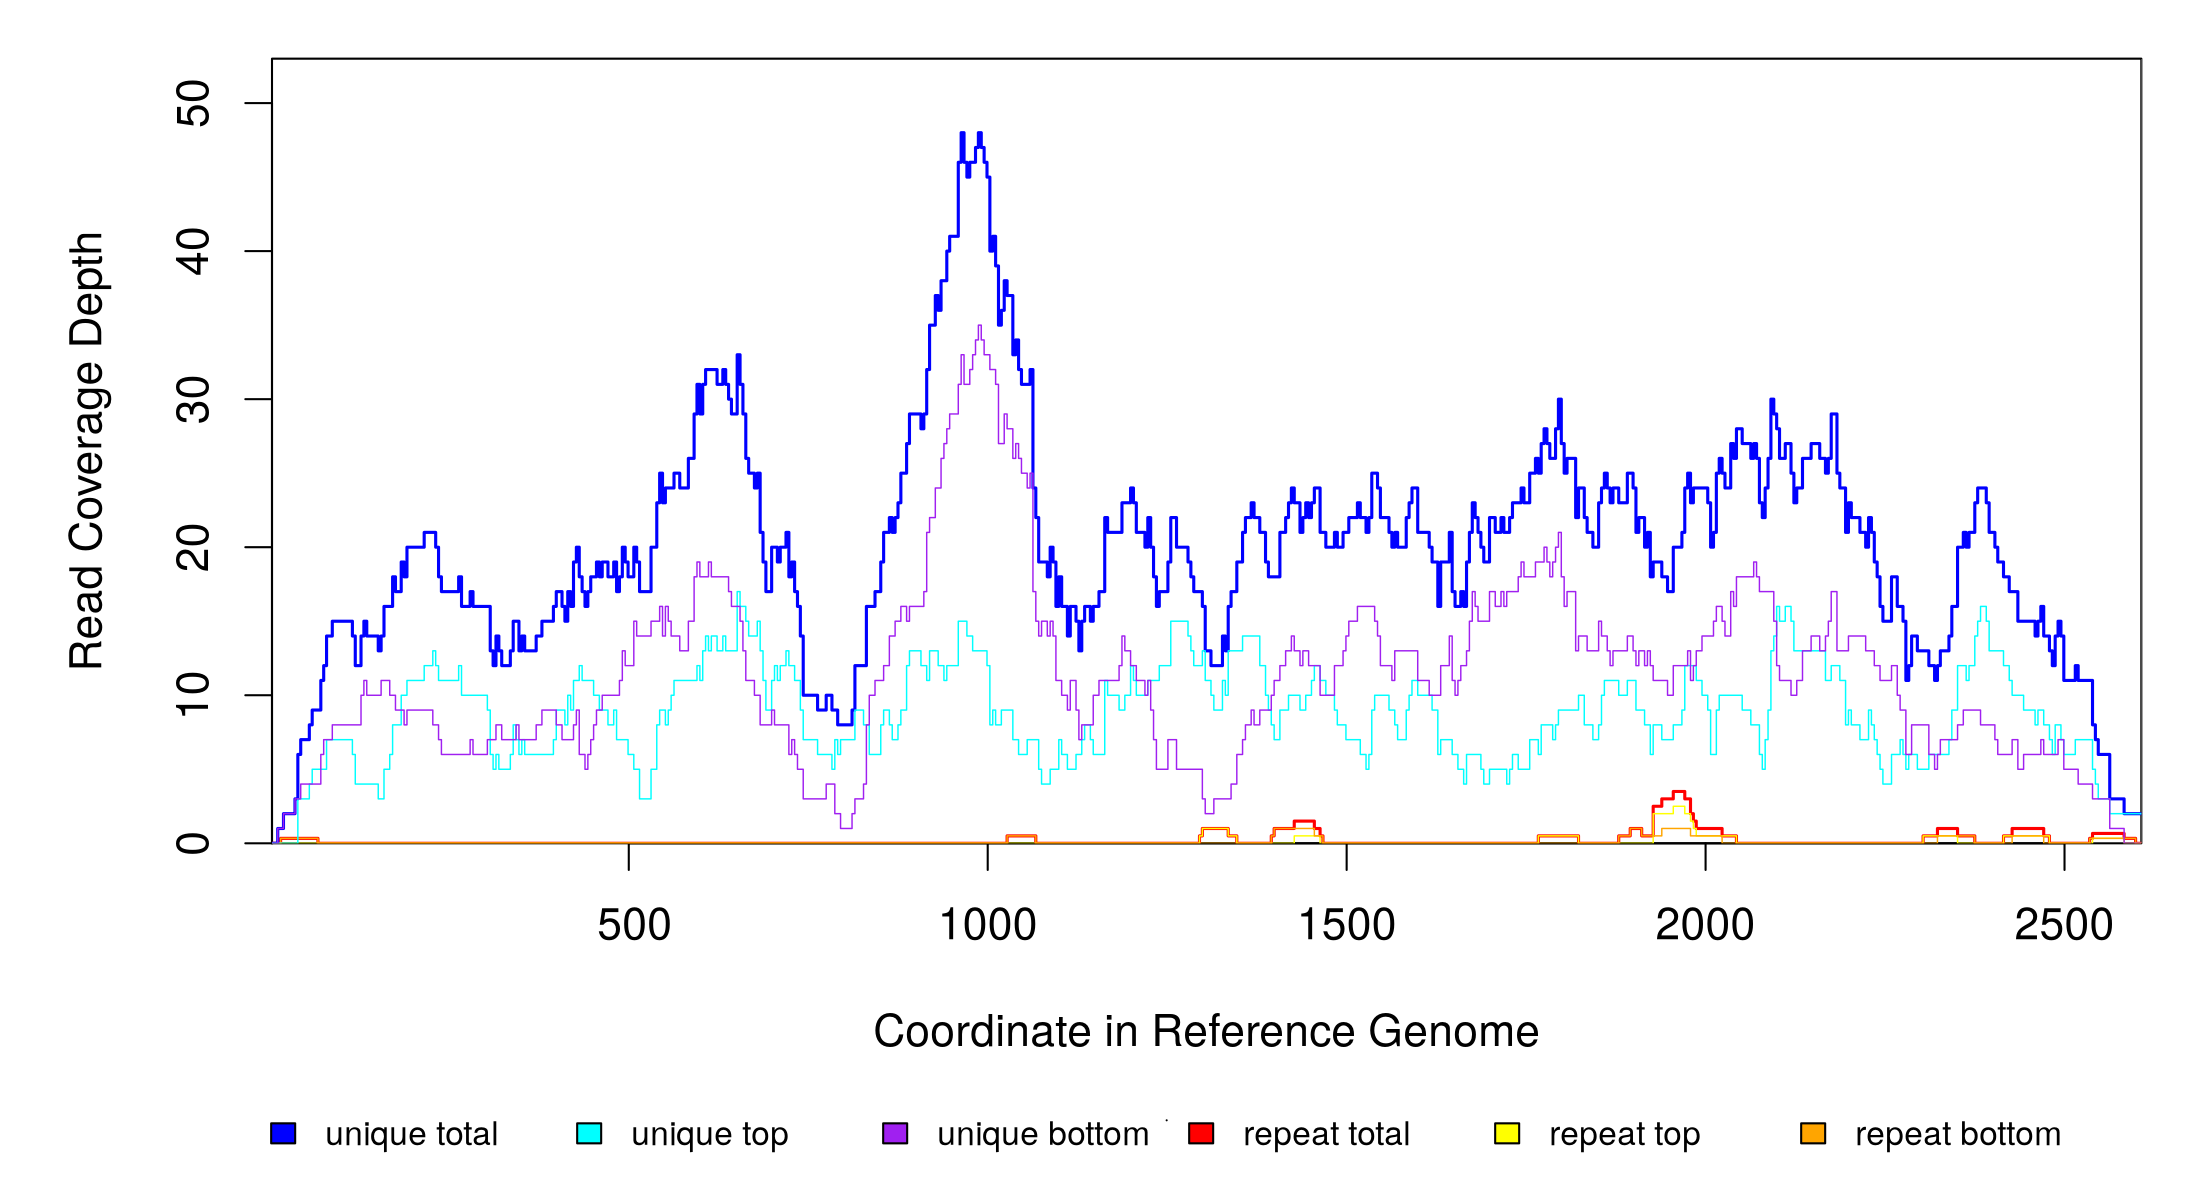 50
40
30
20
10
0
Read Coverage Depth
500 1000 1500 2000 2500
Coordinate in Reference Genome
unique total unique top unique bottom repeat total repeat top repeat bottom